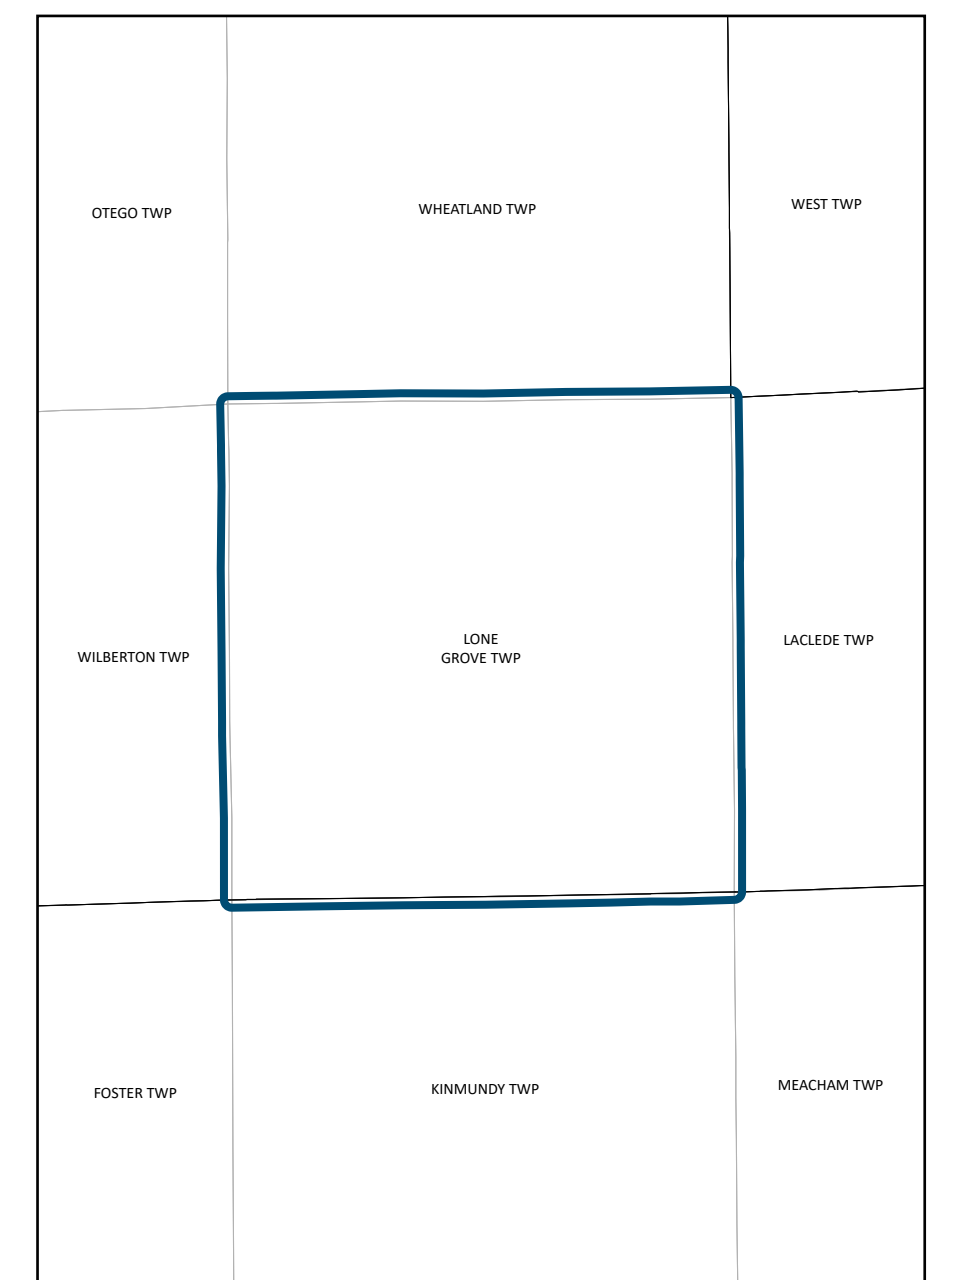 OTEGO TWP
WHEATLAND TWP
WEST TWP
WILBERTON TWP
LONE
GROVE TWP
LACLEDE TWP
FOSTER TWP
KINMUNDY TWP
MEACHAM TWP